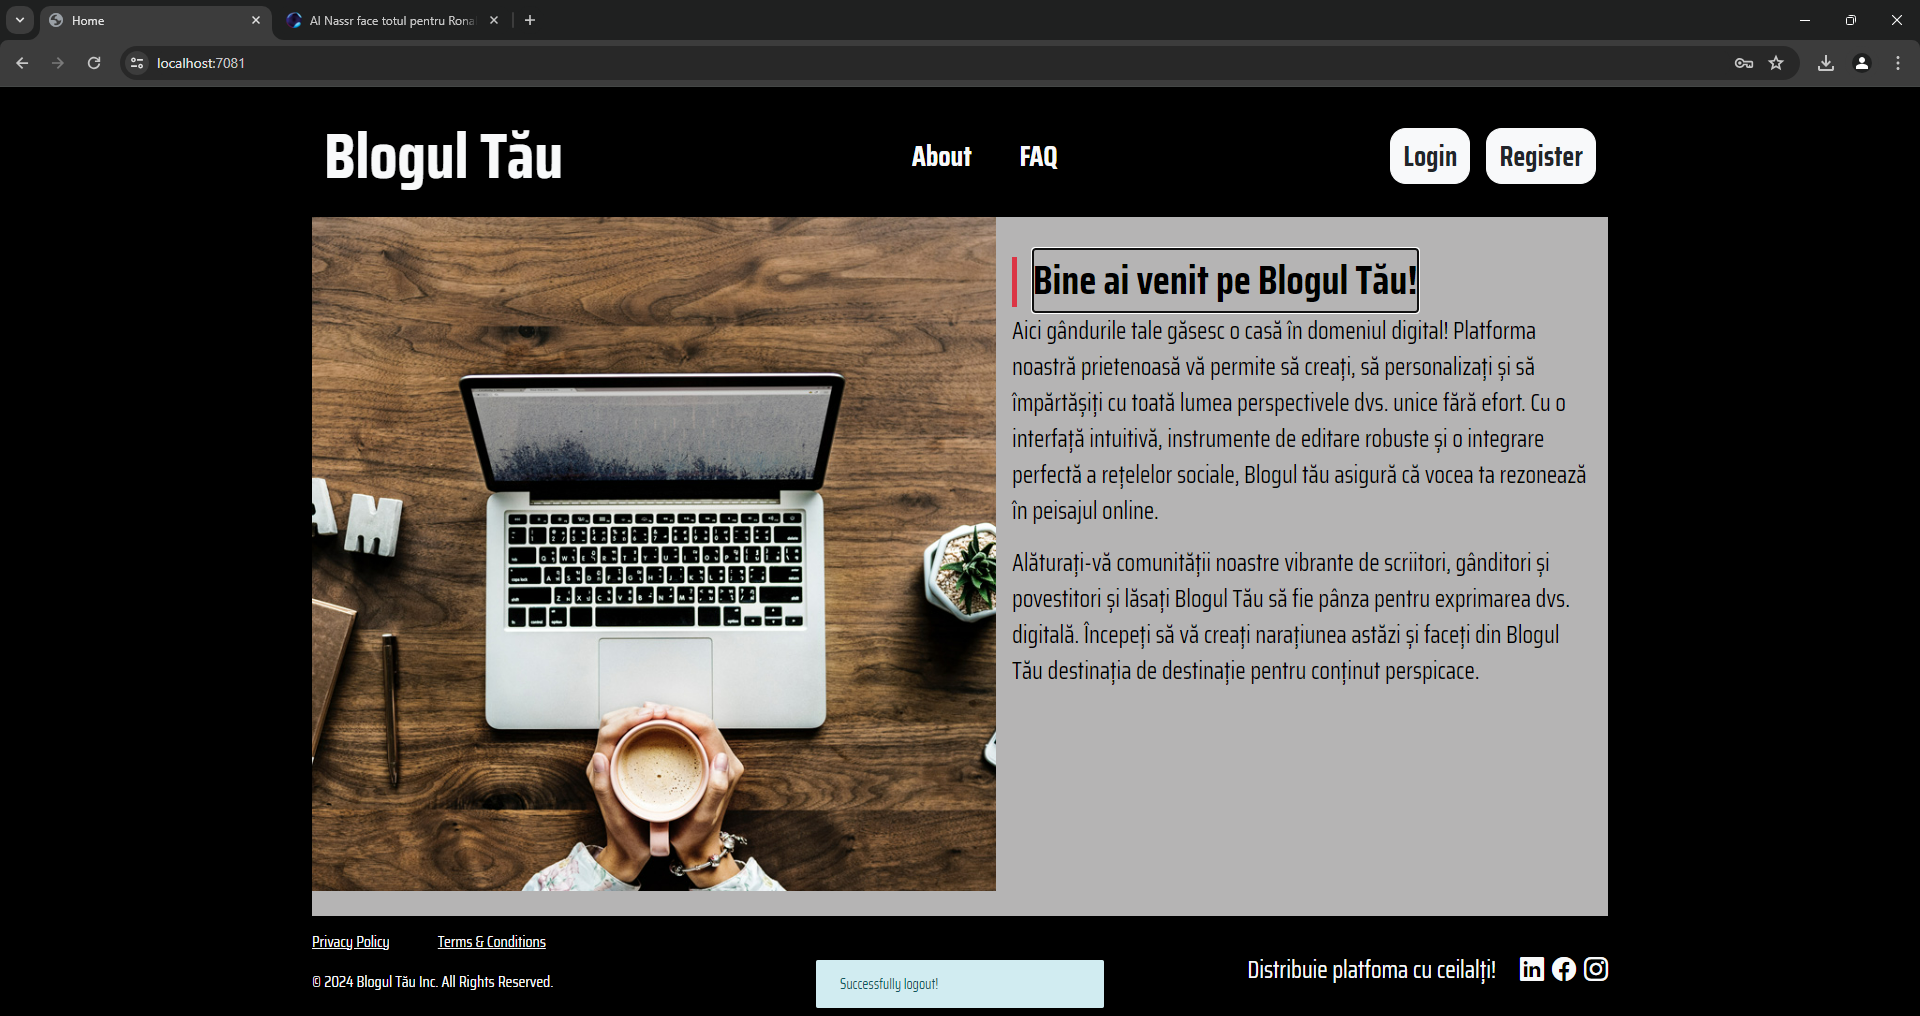 Home
Al Nassr face totul pentru Rona
localhost:7081
Blogul Tău
About
FAQ
Login
Register
Bine ai venit pe Blogul Tău!
Aici gândurile tale găsesc o casă în domeniul digital! Platforma
noastră prietenoasă vă permite să creați, să personalizați și să
împărtășiți cu toată lumea perspectivele dvs. unice fără efort. Cu o
interfață intuitivă, instrumente de editare robuste și o integrare
perfectă a rețelelor sociale, Blogul tău asigură că vocea ta rezonează
în peisajul online.
Alăturați-vă comunității noastre vibrante de scriitori, gânditori și
povestitori și lăsați Blogul Tău să fie pânza pentru exprimarea dvs.
digitală. Începeți să vă creați narațiunea astăzi și faceți din Blogul
Tău destinația de destinație pentru conținut perspicace.
Privacy Policy
Terms & Conditions
© 2024 Blogul Tău Inc. All Rights Reserved.
Successfully logout!
Distribuie platfoma cu ceilalți!